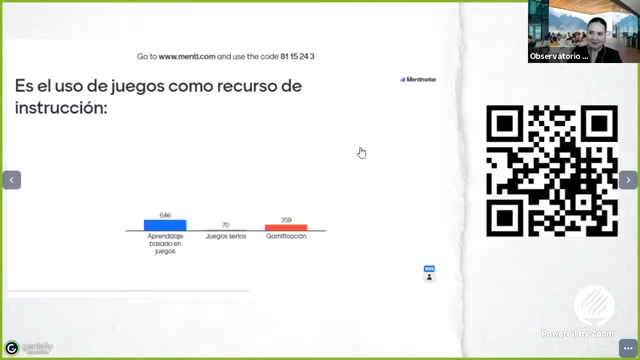 Go to www.menti.com and use the code 81 15 24 3
Es el uso de juegos como recurso de
instrucción:
Mentimeter
646
70
359
Aprendizaje
basado en
juegos
Juegos serios
Gamificación
Observatorio ...
Powered by Zoom
genially